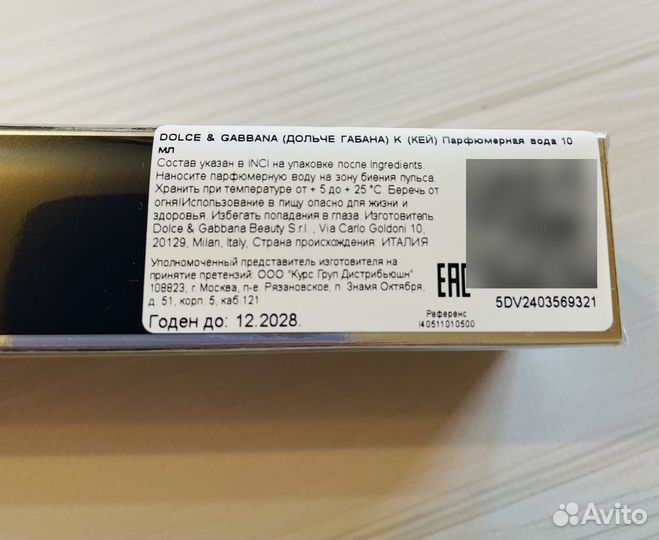 DOLCE & GABBANA (ДОЛЬЧЕ ГАБАНА) K (КЕЙ) Парфюмерная вода 10
мл
Состав указан в INCI на упаковке после Ingredients.
Наносите парфюмерную воду на зону биения пульса.
Хранить при температуре от + 5 до + 25 °C. Беречь от
огня!Использование в пищу опасно для жизни и
здоровья. Избегать попадания в глаза. Изготовитель:
Dolce & Gabbana Beauty S.r.l. , Via Carlo Goldoni 10,
20129, Milan, Italy, Страна происхождения: ИТАЛИЯ
Уполномоченный представитель изготовителя на
принятие претензий: ООО "Курс Груп Дистрибьюшн"
108823, г. Москва, п-е. Рязановское, п. Знамя Октября,
д. 51, корп. 5, каб.121
Годен до: 12.2028.
EAC
Референс
I40511010500
5DV2403569321
Avito